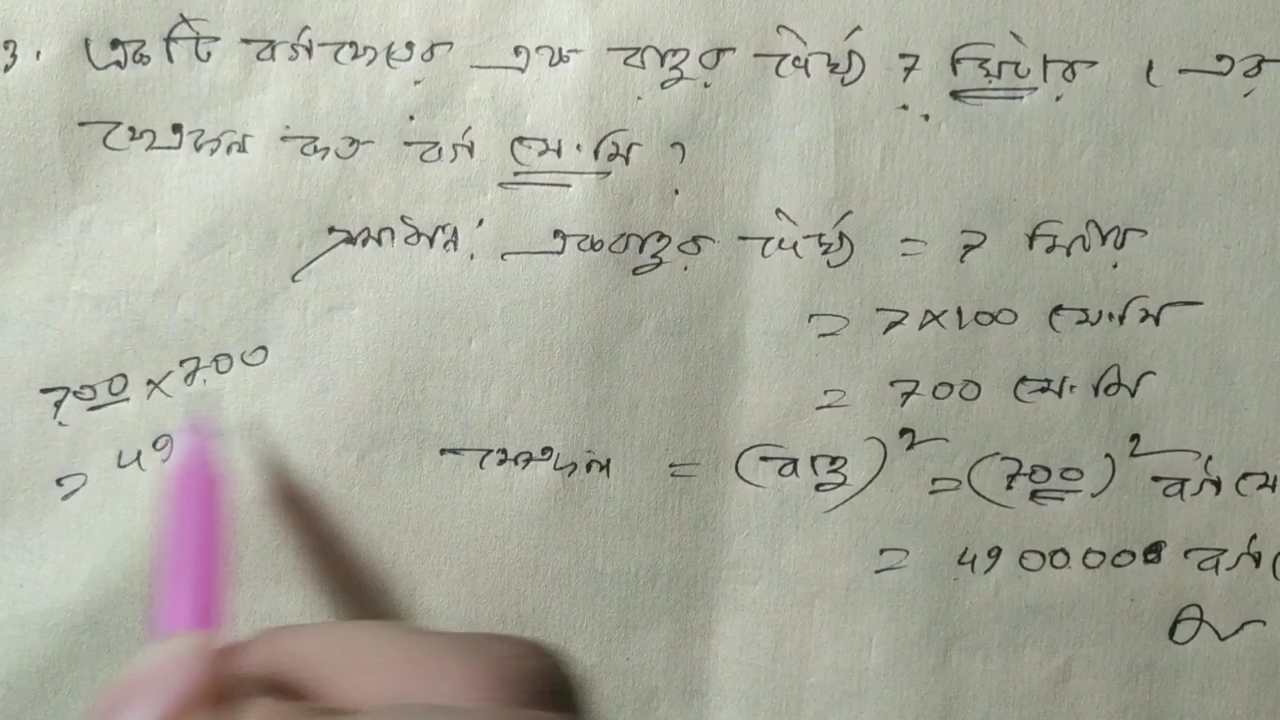 3. একটি বর্গক্ষেত্রের এক বাহুর দৈর্ঘ্য 7 মিটার । এর
ক্ষেত্রফল কত বর্গ সে.মি ?
সমাধান: একবাহুর দৈর্ঘ্য = 7 মিটার
= 7×100 সে.মি
= 700 সে.মি
700 × 700
= 49
ক্ষেত্রফল = (বাহু)² = (700)² বর্গ সে
= 490000 বর্গ